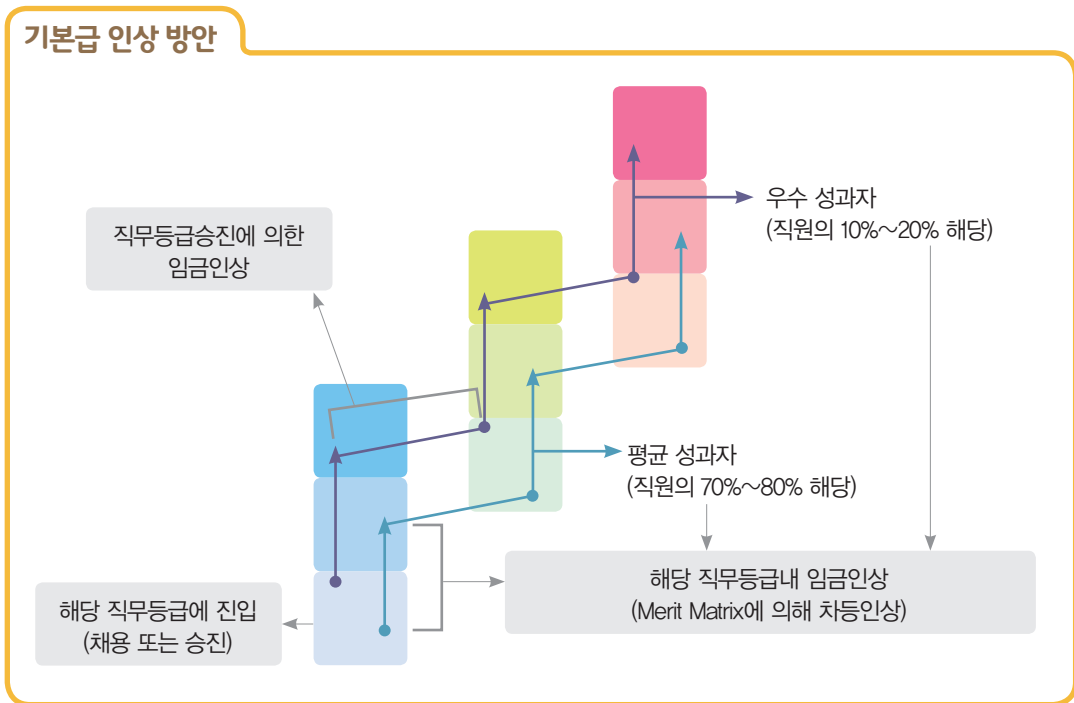 기본급 인상 방안
우수 성과자
(직원의 10%~20% 해당)
직무등급승진에 의한
임금인상
평균 성과자
(직원의 70%~80% 해당)
해당 직무등급내 임금인상
(Merit Matrix에 의해 차등인상)
해당 직무등급에 진입
(채용 또는 승진)